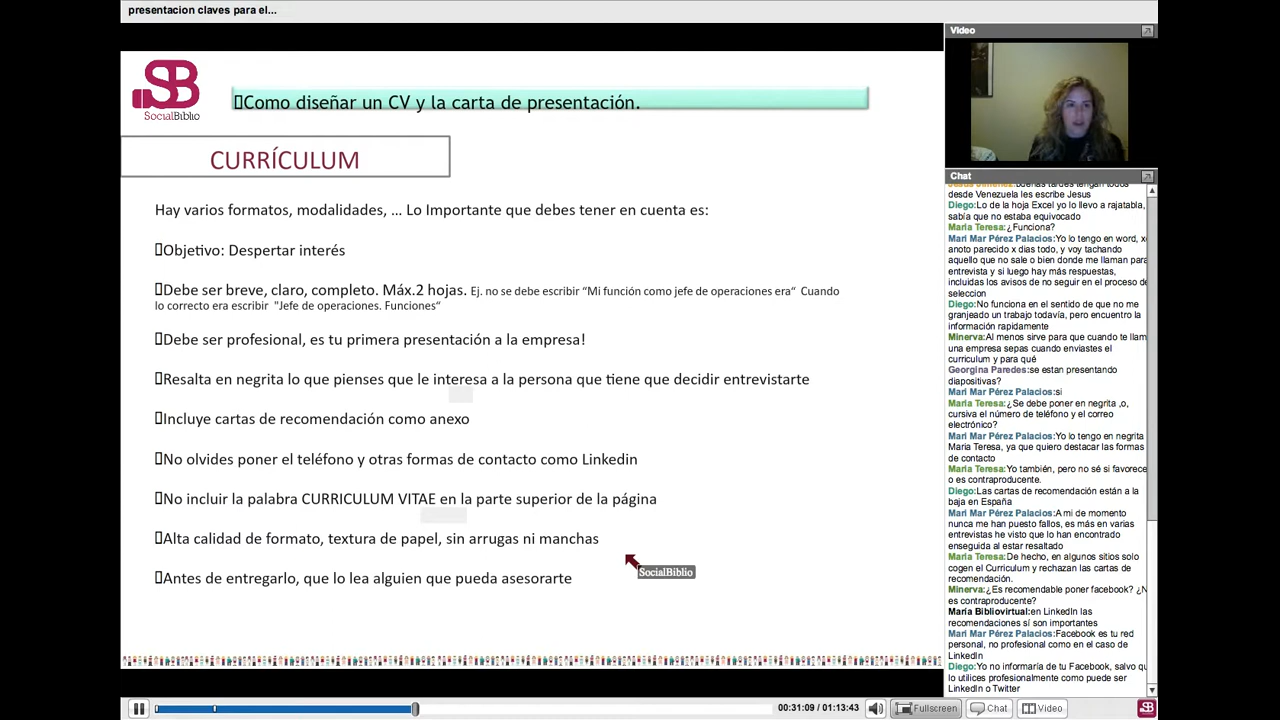 presentacion claves para el...
SB
SocialBiblio
Como diseñar un CV y la carta de presentación.
CURRÍCULUM
Hay varios formatos, modalidades, ... Lo Importante que debes tener en cuenta es:
Objetivo: Despertar interés
Debe ser breve, claro, completo. Máx.2 hojas. Ej. no se debe escribir “Mi función como jefe de operaciones era“ Cuando
lo correcto era escribir "Jefe de operaciones. Funciones“
Debe ser profesional, es tu primera presentación a la empresa!
Resalta en negrita lo que pienses que le interesa a la persona que tiene que decidir entrevistarte
Incluye cartas de recomendación como anexo
No olvides poner el teléfono y otras formas de contacto como Linkedin
No incluir la palabra CURRICULUM VITAE en la parte superior de la página
Alta calidad de formato, textura de papel, sin arrugas ni manchas
SocialBiblio
Antes de entregarlo, que lo lea alguien que pueda asesorarte
Video
Chat
desde Venezuela les escribe Jesus
Diego:Lo de la hoja Excel yo lo llevo a rajatabla,
sabía que no estaba equivocado
Maria Teresa:¿Funciona?
Mari Mar Pérez Palacios:Yo lo tengo en word, x
anoto parecido x dias todo, y voy tachando
aquello que no sale o bien donde me llaman para
entrevista y si luego hay más respuestas,
incluidas los avisos de no seguir en el proceso de
seleccion
Diego:No funciona en el sentido de que no me
granjeado un trabajo todavía, pero encuentro la
información rapidamente
Minerva:Al menos sirve para que cuando te llam
una empresa sepas cuando enviastes el
curriculum y para qué
Georgina Paredes:se estan presentando
diapositivas?
Mari Mar Pérez Palacios:si
Maria Teresa:¿Se debe poner en negrita ,o,
cursiva el número de teléfono y el correo
electrónico?
Mari Mar Pérez Palacios:Yo lo tengo en negrita
Maria Teresa, ya que quiero destacar las formas
de contacto
Maria Teresa:Yo también, pero no sé si favorece
o es contraproducente.
Diego:Las cartas de recomendación están a la
baja en España
Mari Mar Pérez Palacios:A mi de momento
nunca me han puesto fallos, es más en varias
entrevistas he visto que lo han encontrado
enseguida al estar resaltado
Maria Teresa:De hecho, en algunos sitios solo
cogen el Curriculum y rechazan las cartas de
recomendación.
Minerva:¿Es recomendable poner facebook? ¿N
es contraproducente?
María Bibliovirtual:en LinkedIn las
recomendaciones sí son importantes
Mari Mar Pérez Palacios:Facebook es tu red
personal, no profesional como en el caso de
LinkedIn
Diego:Yo no informaría de tu Facebook, salvo qu
lo utilices profesionalmente como puede ser
LinkedIn o Twitter
00:31:09 / 01:13:43
Fullscreen
Chat
Video
SB